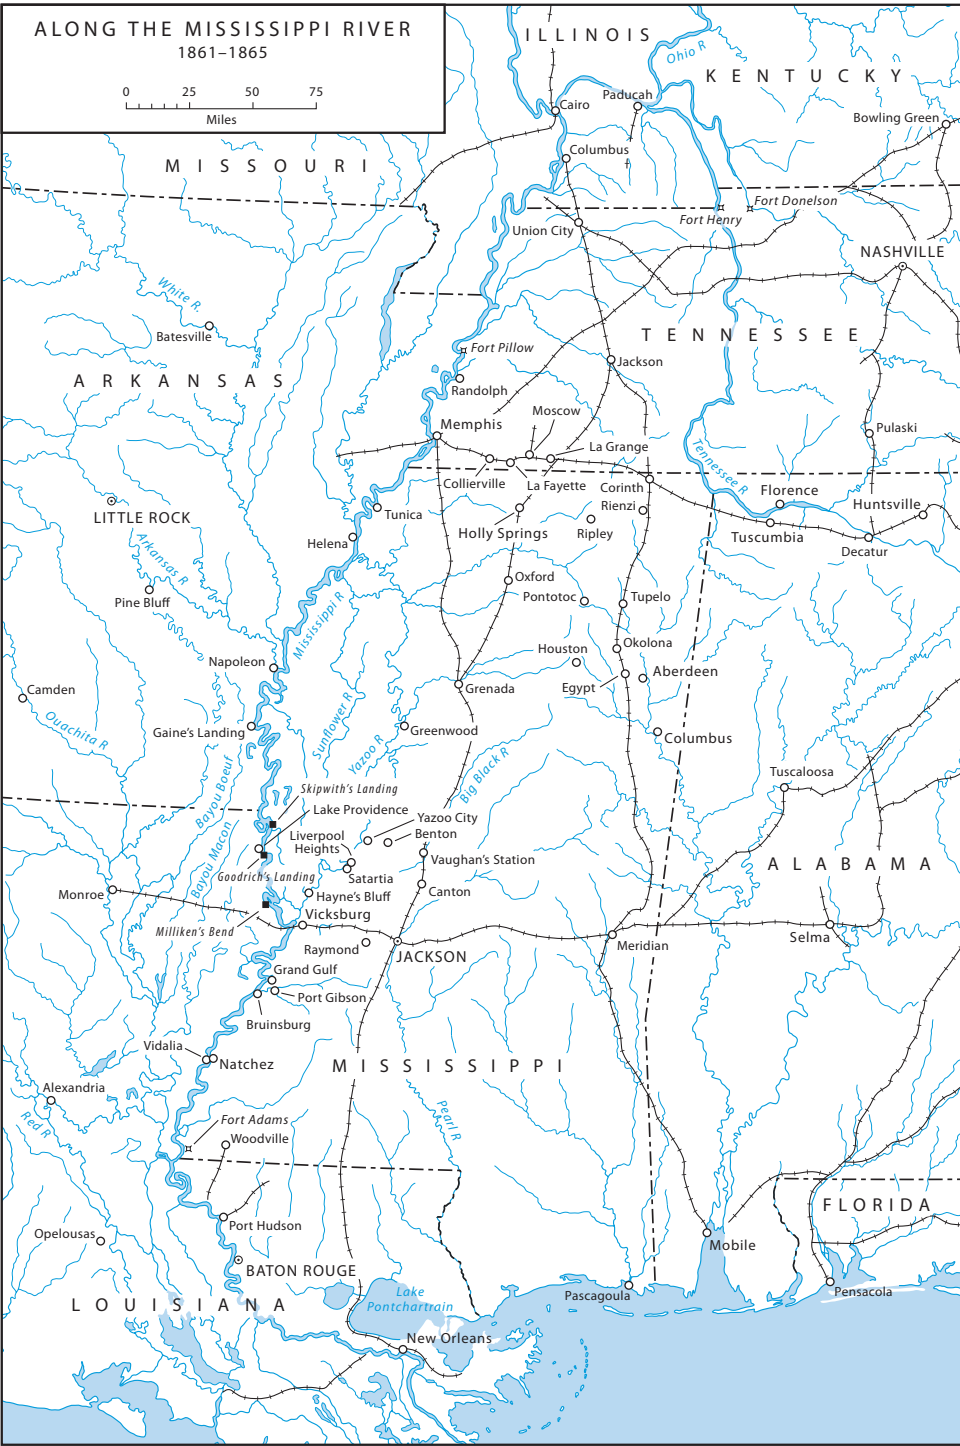 ALONG THE MISSISSIPPI RIVER
1861–1865
0 25 50 75
Miles
ILLINOIS
Ohio R
KENTUCKY
Paducah
Cairo
Bowling Green
Columbus
MISSOURI
Fort Donelson
Fort Henry
Union City
NASHVILLE
White R.
Batesville
TENNESSEE
Fort Pillow
Jackson
ARKANSAS
Randolph
Moscow
Memphis
Pulaski
La Grange
Tennessee R
Collierville
La Fayette
Corinth
Florence
LITTLE ROCK
Tunica
Rienzi
Huntsville
Holly Springs
Ripley
Tuscumbia
Helena
Decatur
Arkansas R
Oxford
Pine Bluff
Pontotoc
Tupelo
Mississippi R
Okolona
Houston
Napoleon
Aberdeen
Egypt
Camden
Grenada
Sunflower R
Ouachita R
Gaine's Landing
Greenwood
Columbus
Yazoo R
Big Black R
Tuscaloosa
Bayou Boeuf
Skipwith's Landing
Lake Providence
Yazoo City
Liverpool
Heights
Benton
Bayou Macon
Vaughan's Station
ALABAMA
Goodrich's Landing
Satartia
Monroe
Hayne's Bluff
Canton
Vicksburg
Milliken's Bend
Raymond
Meridian
Selma
JACKSON
Grand Gulf
Port Gibson
Bruinsburg
Vidalia
Natchez
MISSISSIPPI
Alexandria
Red R
Fort Adams
Pearl R
Woodville
FLORIDA
Port Hudson
Opelousas
Mobile
BATON ROUGE
Lake
Pontchartrain
Pascagoula
Pensacola
LOUISIANA
New Orleans